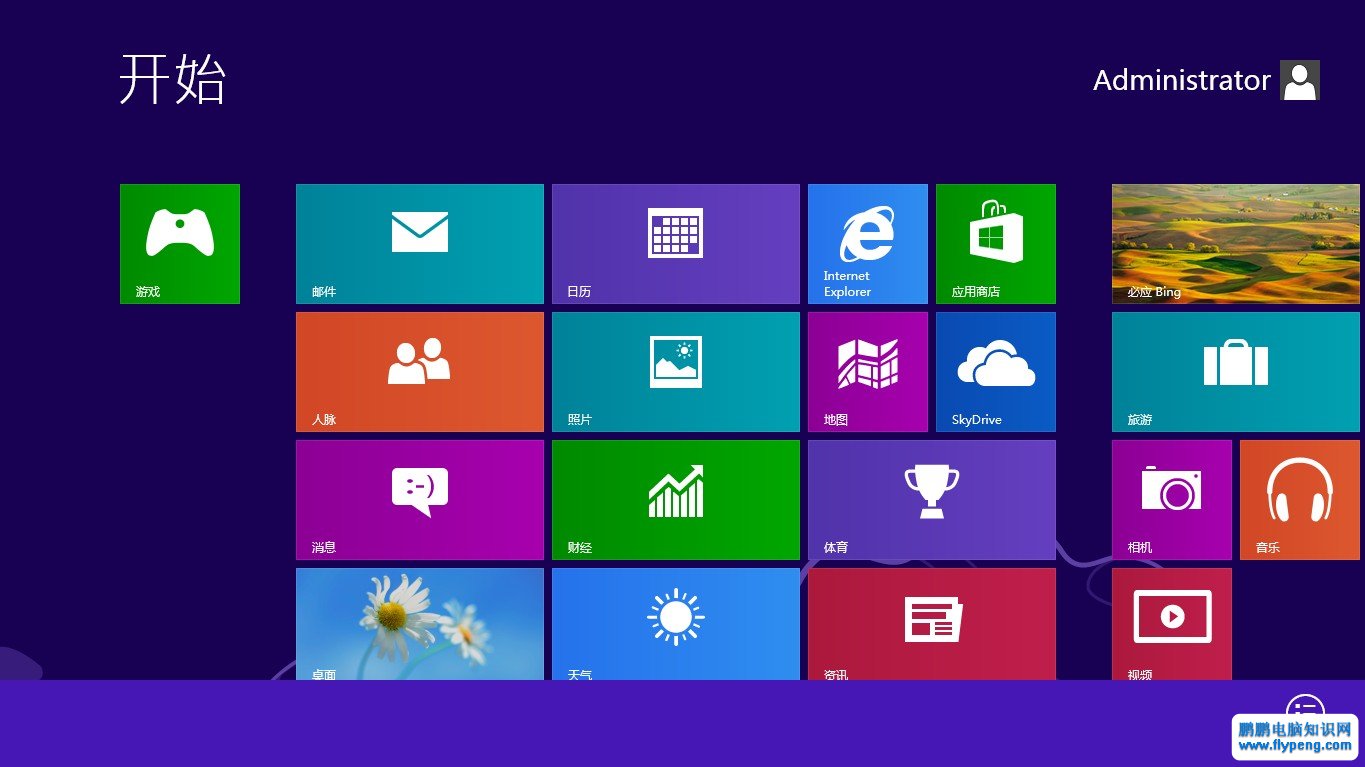 开始
Administrator
游戏
邮件
日历
Internet
Explorer
应用商店
必应 Bing
人脉
照片
地图
SkyDrive
旅游
:-)
消息
财经
体育
相机
音乐
桌面
天气
资讯
视频
鹏鹏电脑知识网
www.flypeng.com